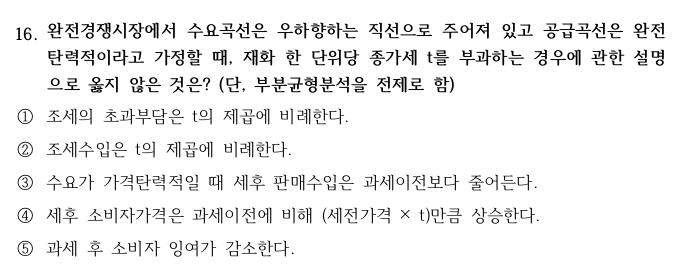 16. 완전경쟁시장에서 수요곡선은 우하향하는 직선으로 주어져 있고 공급곡선은 완전
탄력적이라고 가정할 때, 재화 한 단위당 종가세 t를 부과하는 경우에 관한 설명
으로 옳지 않은 것은? (단, 부분균형분석을 전제로 함)
① 조세의 초과부담은 t의 제곱에 비례한다.
② 조세수입은 t의 제곱에 비례한다.
③ 수요가 가격탄력적일 때 세후 판매수입은 과세이전보다 줄어든다.
④ 세후 소비자가격은 과세이전에 비해 (세전가격 × t)만큼 상승한다.
⑤ 과세 후 소비자 잉여가 감소한다.